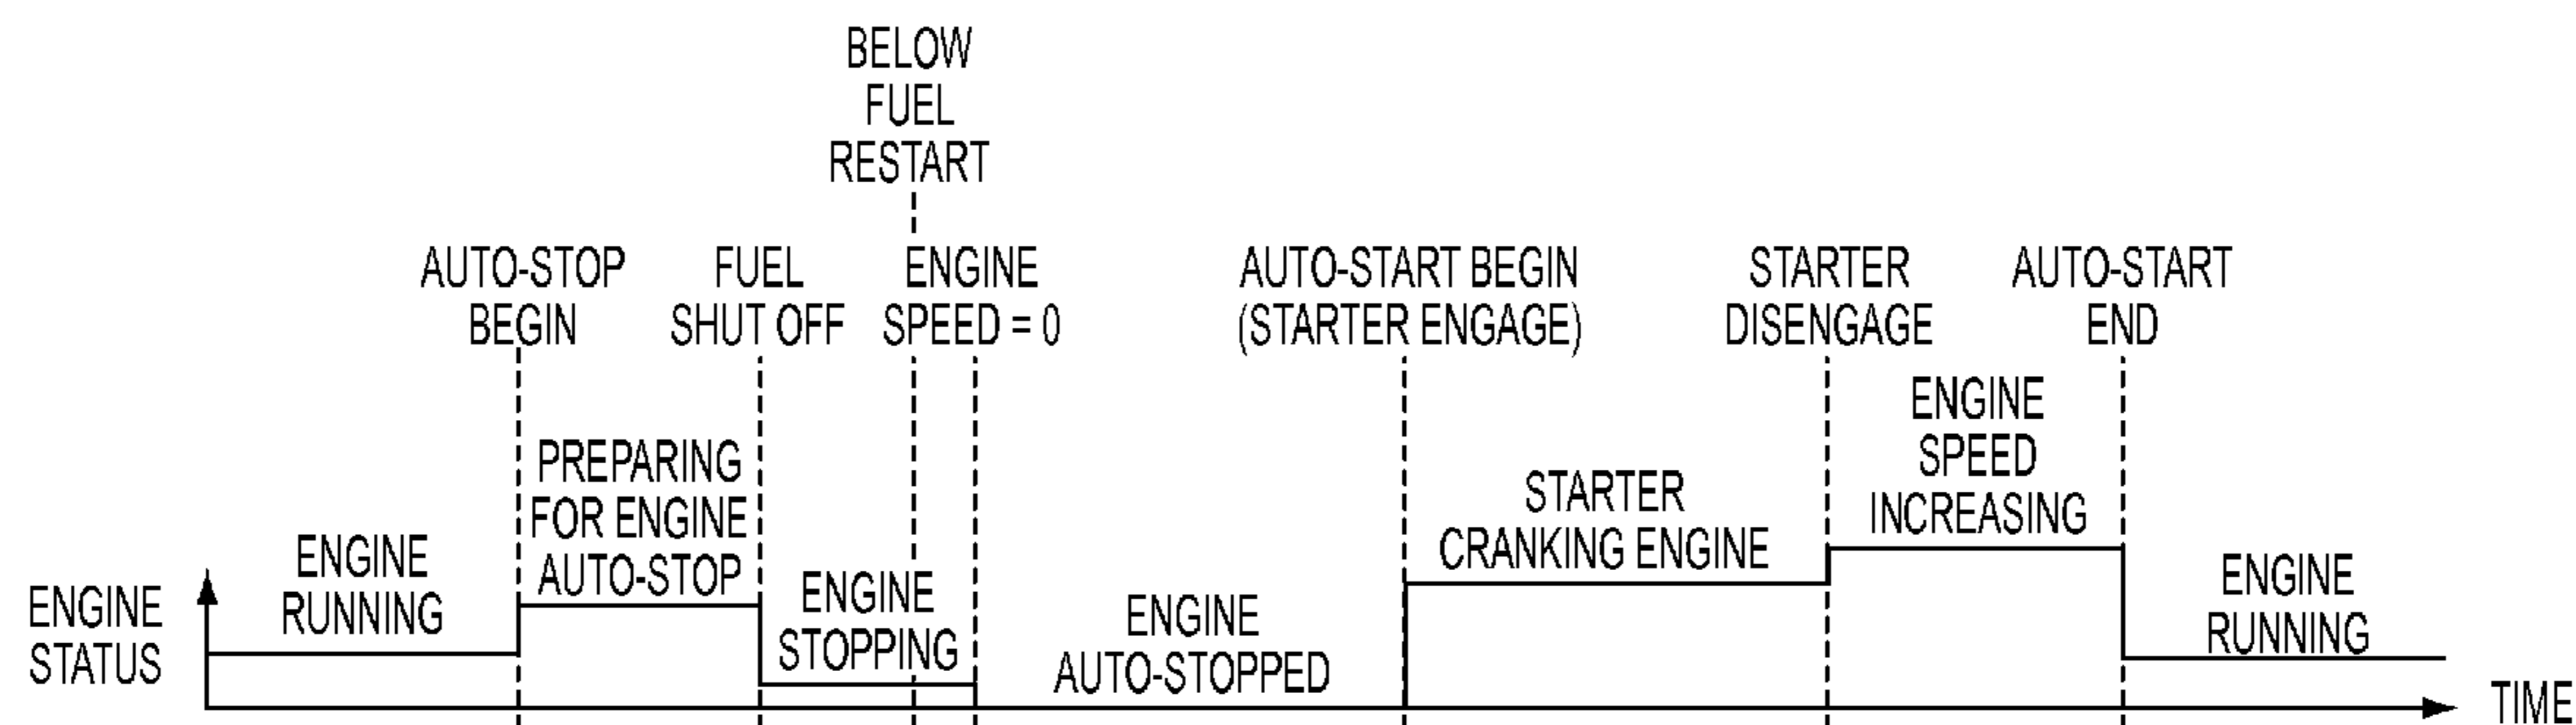 BELOW
FUEL
RESTART
AUTO-STOP
BEGIN
FUEL
SHUT OFF
ENGINE
SPEED = 0
AUTO-START BEGIN
(STARTER ENGAGE)
STARTER
DISENGAGE
AUTO-START
END
ENGINE
STATUS
ENGINE
RUNNING
PREPARING
FOR ENGINE
AUTO-STOP
ENGINE
STOPPING
ENGINE
AUTO-STOPPED
STARTER
CRANKING ENGINE
ENGINE
SPEED
INCREASING
ENGINE
RUNNING
TIME